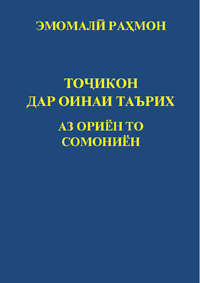 ЭМОМАЛӢ РАҲМОН
ТОҶИКОН
ДАР ОИНАИ ТАЪРИХ
АЗ ОРИЁН ТО
СОМОНИЁН